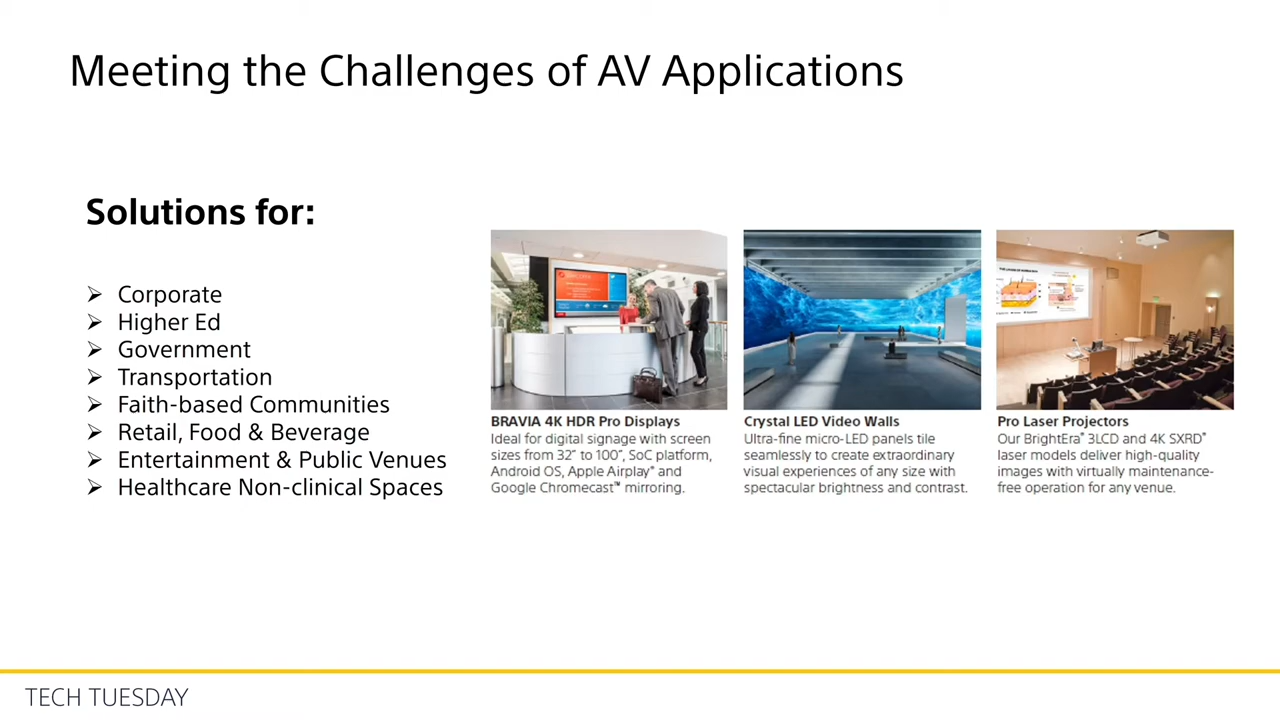 Meeting the Challenges of AV Applications
Solutions for:
➢ Corporate
➢ Higher Ed
➢ Government
➢ Transportation
➢ Faith-based Communities
➢ Retail, Food & Beverage
➢ Entertainment & Public Venues
➢ Healthcare Non-clinical Spaces
BRAVIA 4K HDR Pro Displays
Ideal for digital signage with screen
sizes from 32" to 100", SoC platform,
Android OS, Apple Airplay® and
Google Chromecast™ mirroring.
Crystal LED Video Walls
Ultra-fine micro-LED panels tile
seamlessly to create extraordinary
visual experiences of any size with
spectacular brightness and contrast.
Pro Laser Projectors
Our BrightEra® 3LCD and 4K SXRD®
laser models deliver high-quality
images with virtually maintenance-
free operation for any venue.
TECH TUESDAY